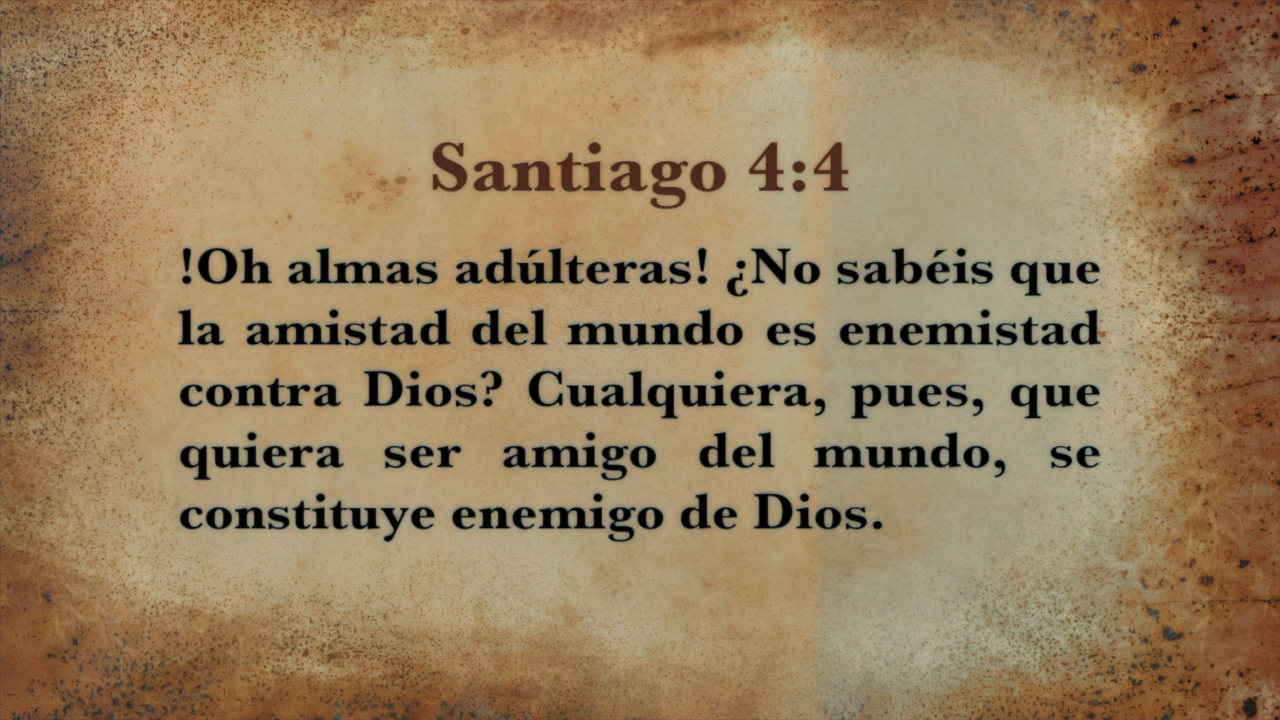 Santiago 4:4
!Oh almas adúlteras! ¿No sabéis que
la amistad del mundo es enemistad
contra Dios? Cualquiera, pues, que
quiera ser amigo del mundo, se
constituye enemigo de Dios.